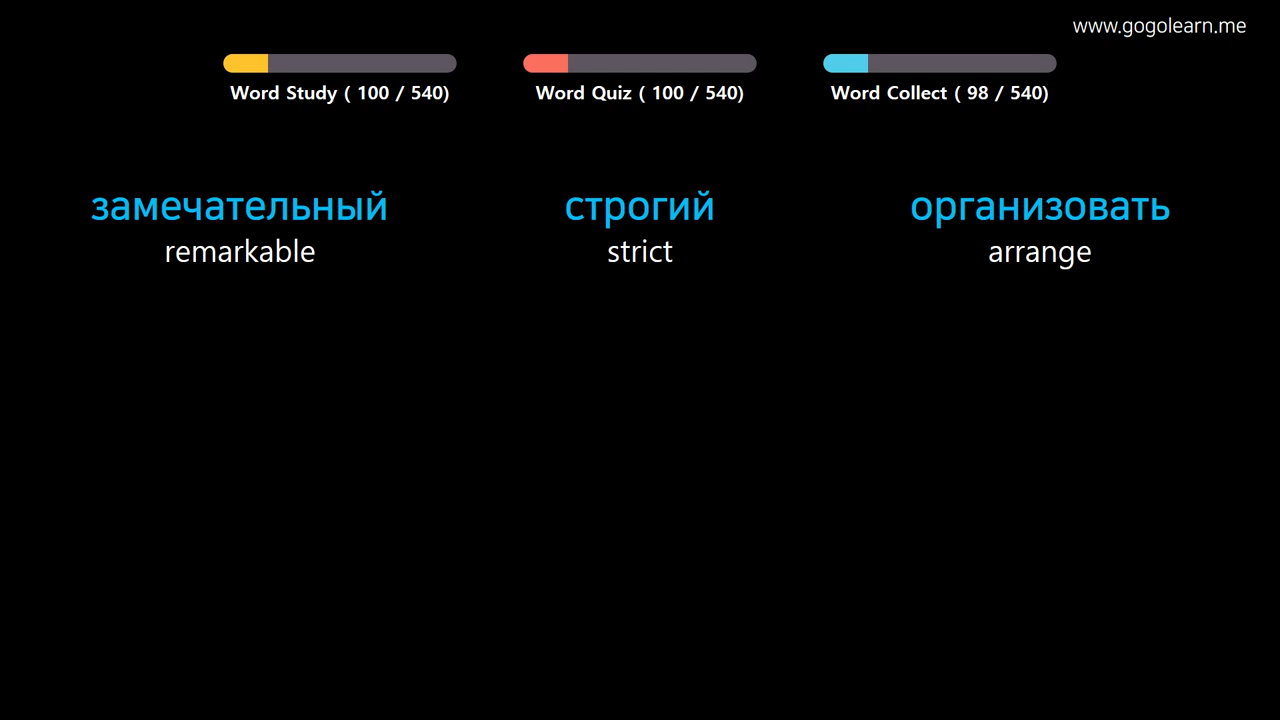 www.gogolearn.me
Word Study ( 100 / 540)
Word Quiz ( 100 / 540)
Word Collect ( 98 / 540)
замечательный
remarkable
строгий
strict
организовать
arrange